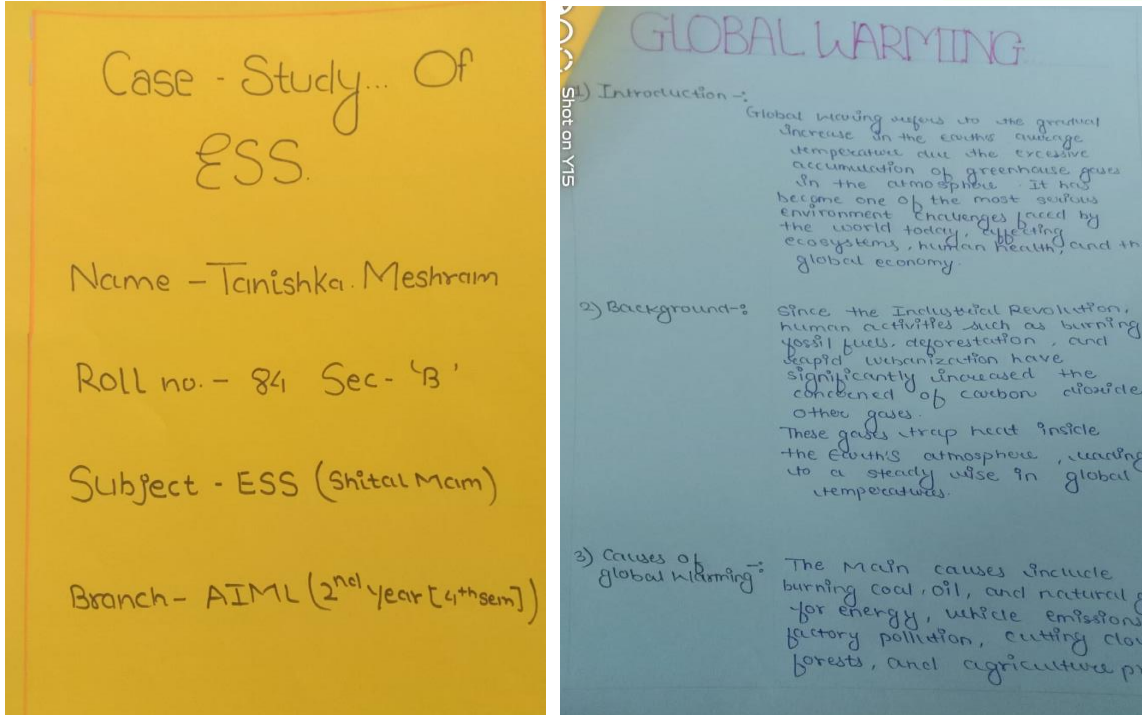 Case - Study... Of
ESS.
Name - Tanishka. Meshram
Roll no. - 84 Sec - 'B'
Subject - ESS (Shital Mam)
Branch - AIML (2nd year [4th sem])
GLOBAL WARMING
Shot on Y15
1) Introduction -:
Global waring refers to the gradual
increase in the earth's average
temperature due the excessive
accumulation of greenhouse gases
in the atmosphere. It has
become one of the most serious
environment challenges faced by
the world today, affecting
ecosystems, human health, and th
global economy.
2) Background -: Since the Industrial Revolution,
human activities such as burning
fossil fuels, deforestation, and
rapid urbanization have
significantly increased the
of carbon dioxide
other gases.
These gases trap heat inside
the Earth's atmosphere, leading
to a steady rise in global
temperatures.
3) Causes of
global warming -: The Main causes include
burning coal, oil, and natural g
for energy, vehicle emissions
factory pollution, cutting dow
forests, and agriculture pr